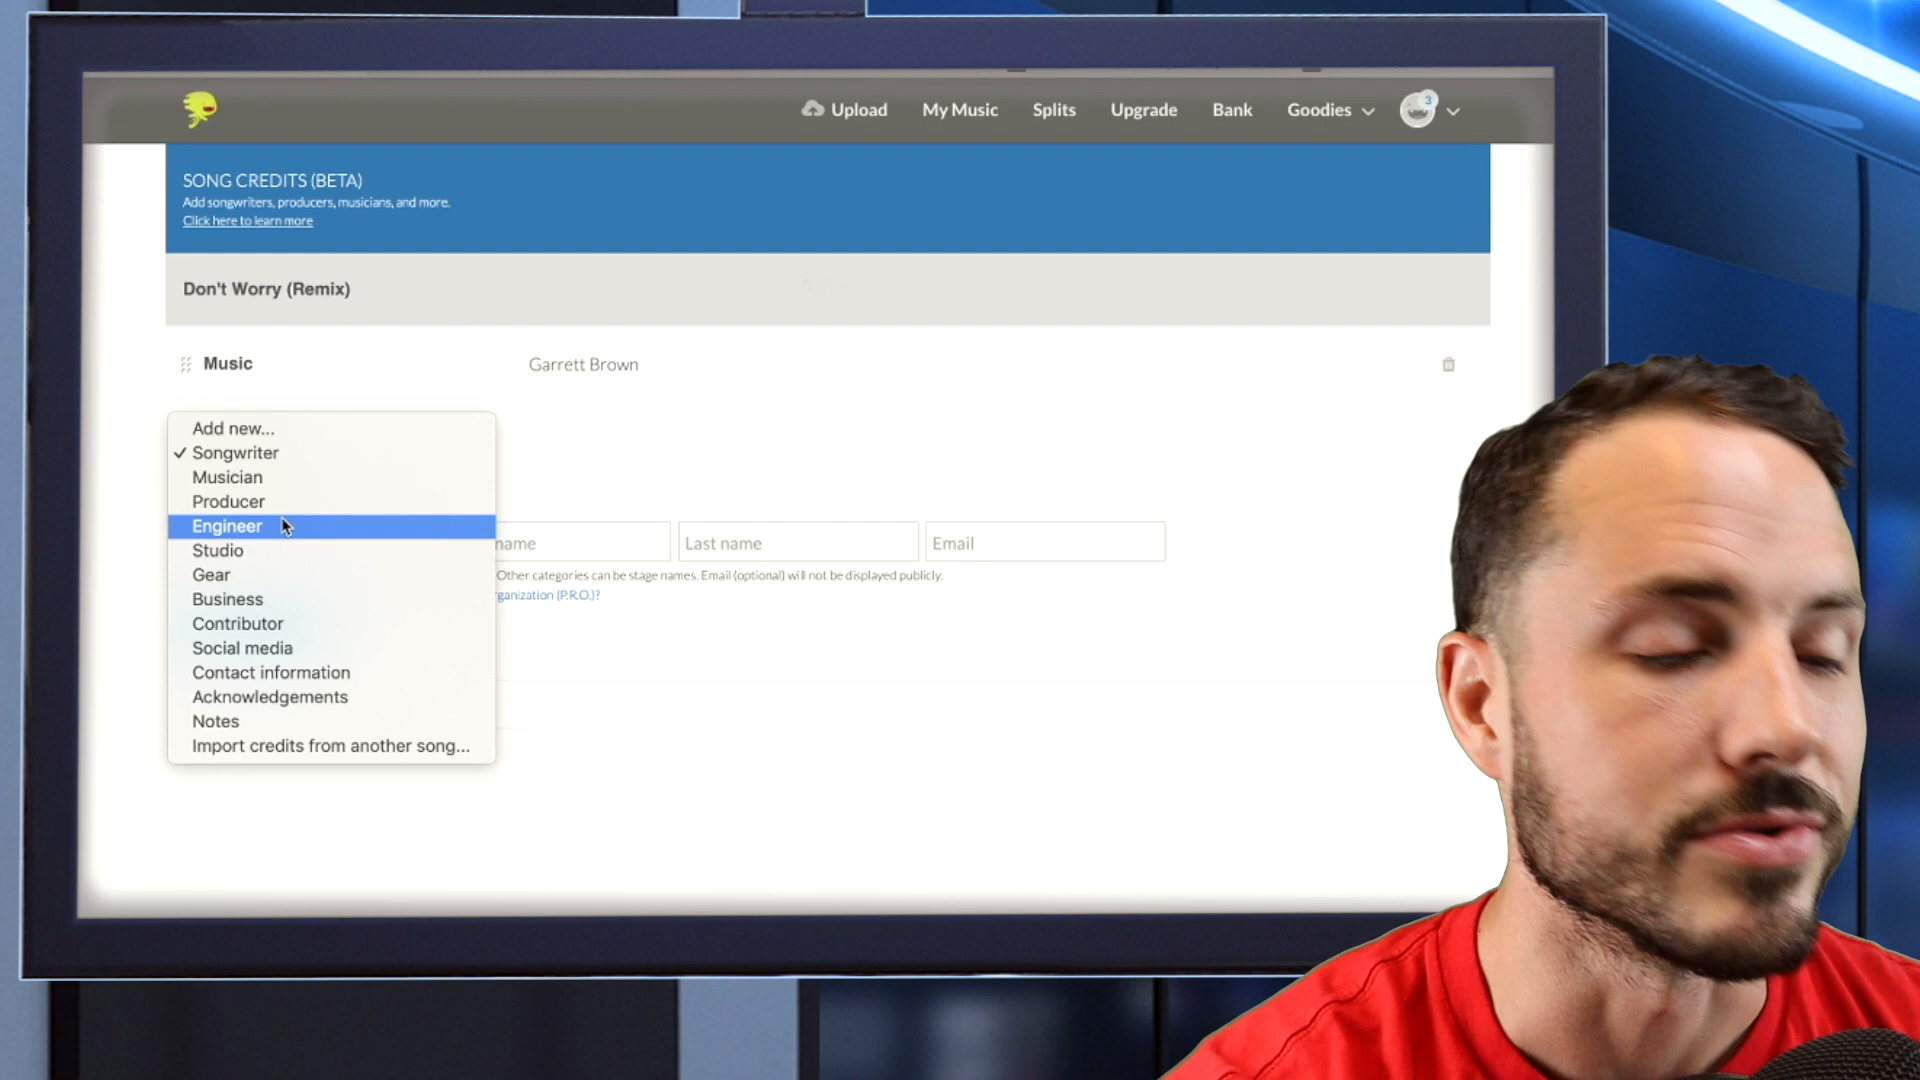 Upload My Music Splits Upgrade Bank Goodies 3
SONG CREDITS (BETA)
Add songwriters, producers, musicians, and more.
Click here to learn more
Don't Worry (Remix)
Music Garrett Brown
Add new...
✓ Songwriter
Musician
Producer
Engineer
Studio
Gear
Business
Contributor
Social media
Contact information
Acknowledgements
Notes
Import credits from another song...
name Last name Email
Other categories can be stage names. Email (optional) will not be displayed publicly.
rganization (P.R.O.)?